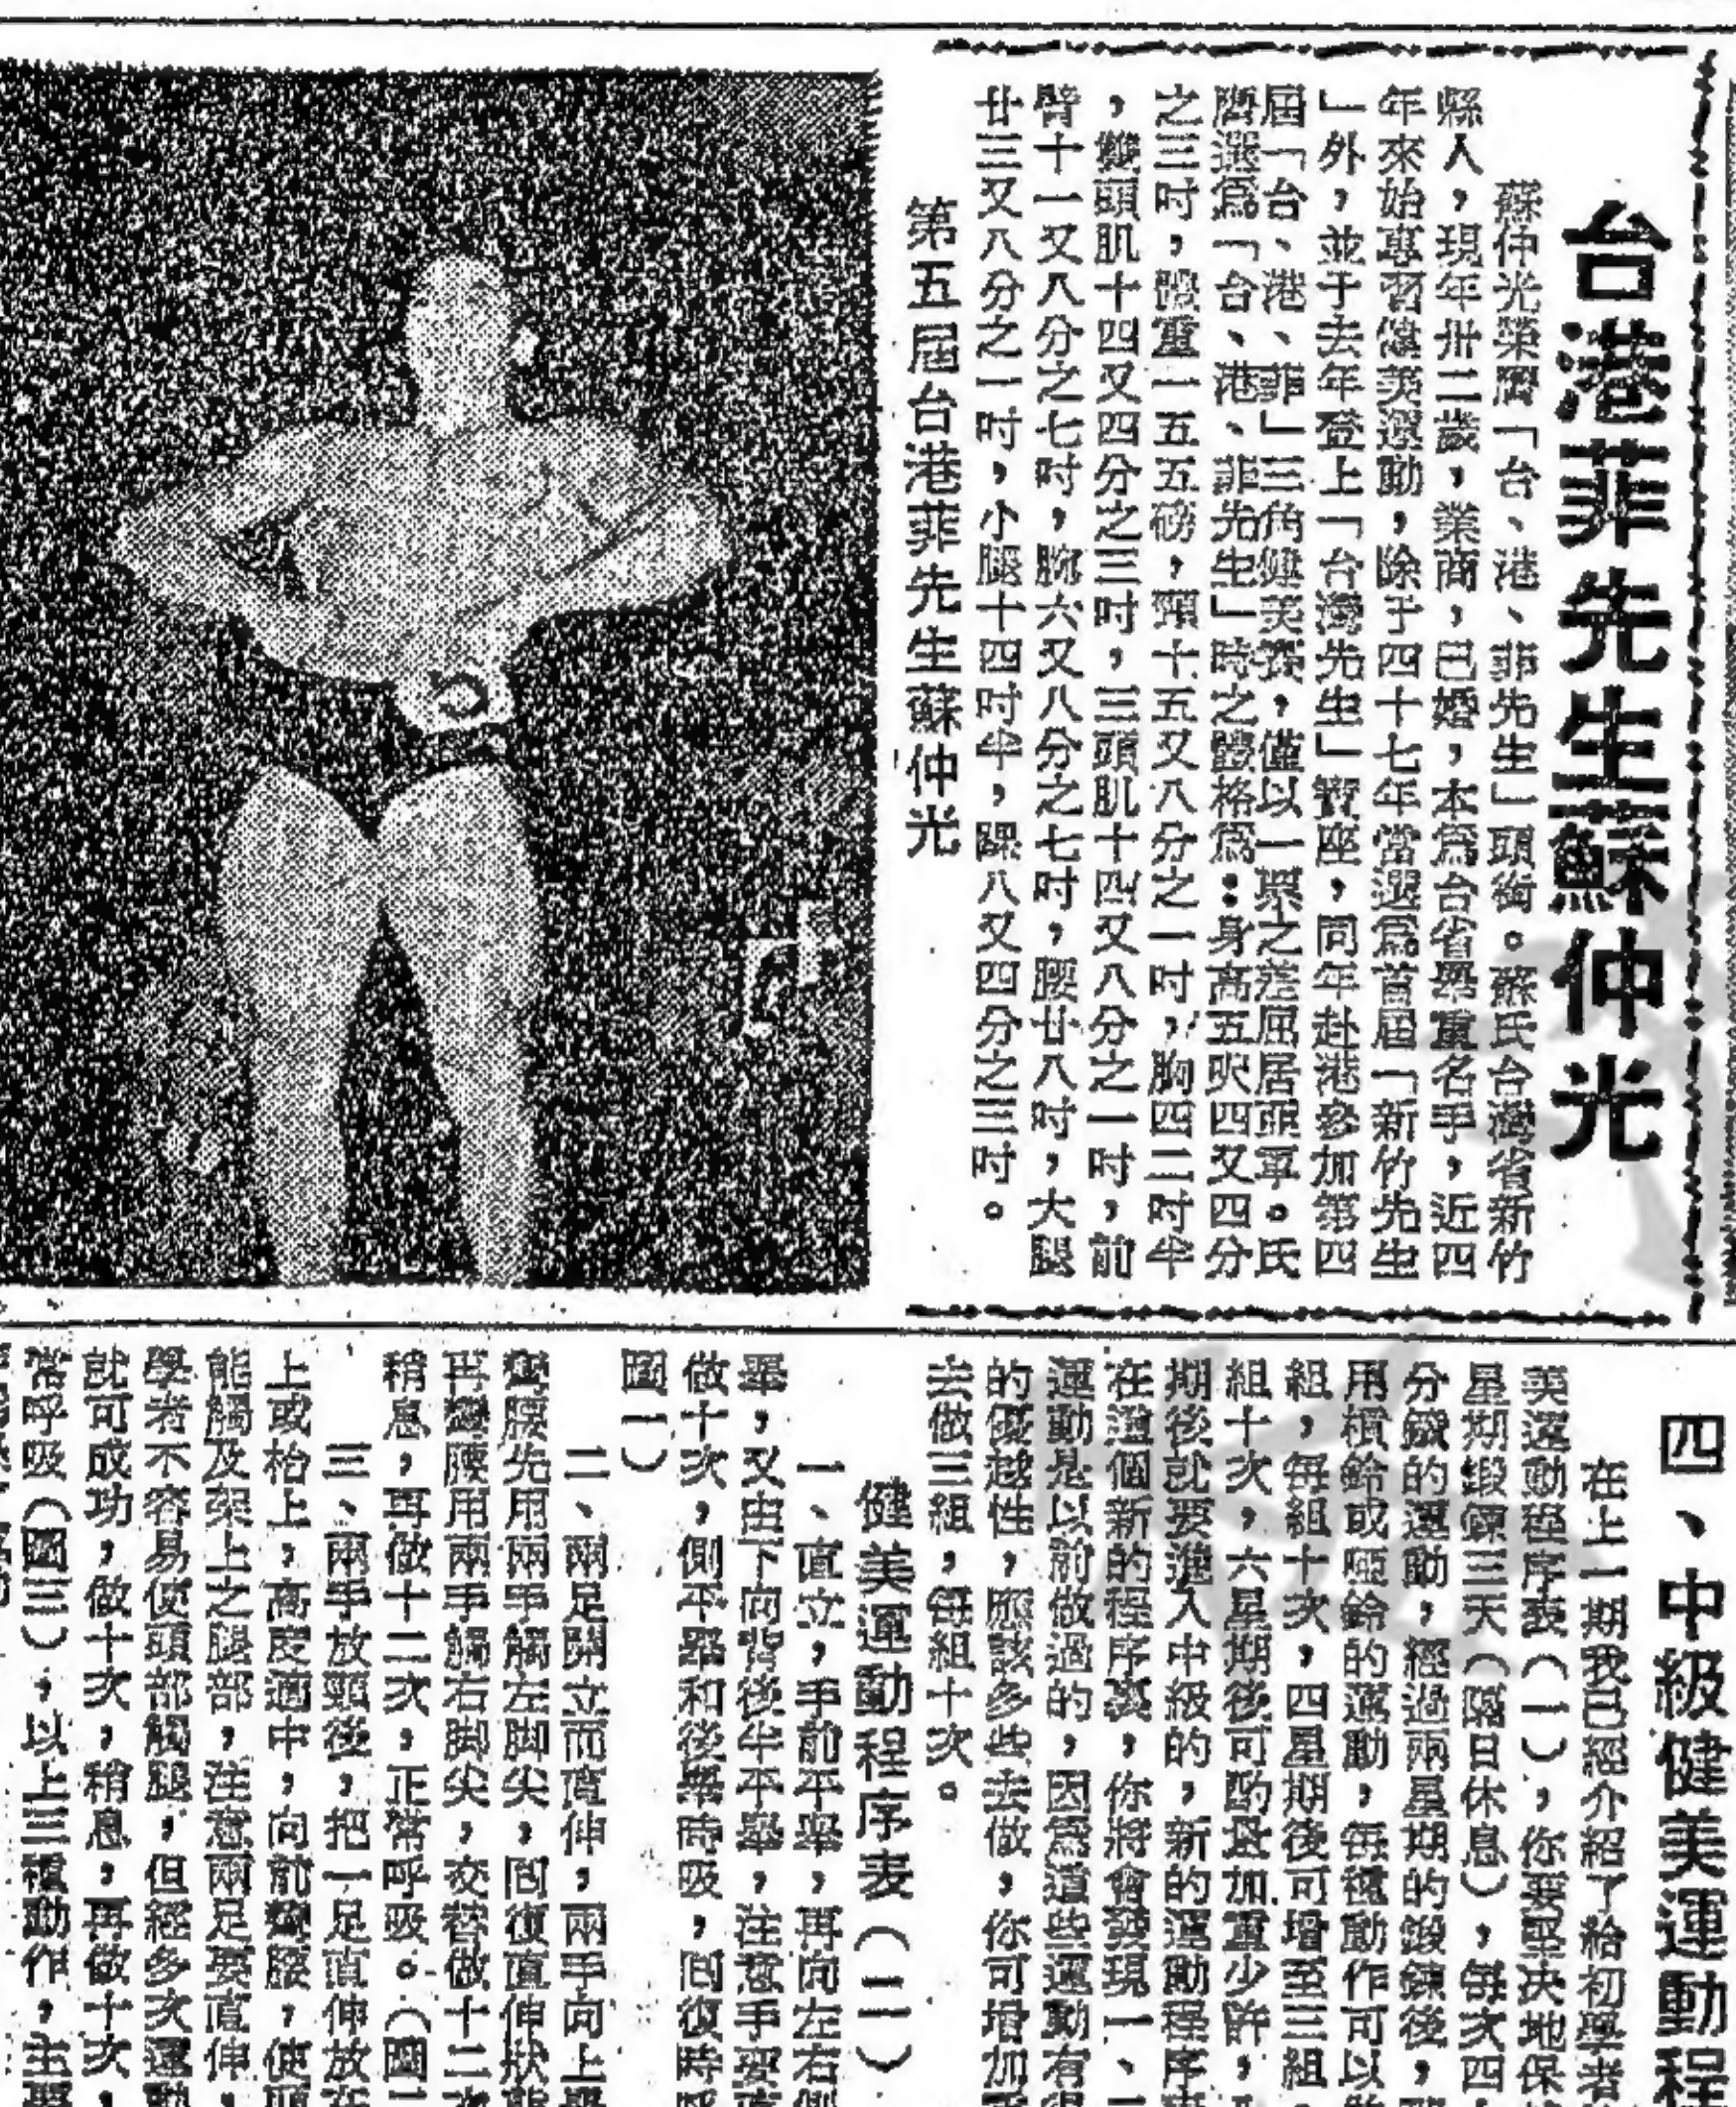 台港菲先生蘇仲光
蘇仲光榮膺「台、港、菲先生」頭銜。蘇氏台灣省新竹
縣人，現年卅二歲，業商，已婚，本為台省舉重名手，近四
年來始專習健美運動，除于四十七年當選為首屆「新竹先生
」外，並于去年登上「台灣先生」寶座，同年赴港參加第四
屆「台、港、菲」三角健美賽，僅以一票之差屈居亞軍。氏
膺選為「台、港、菲先生」時之體格為：身高五呎四又四分
之三吋，體重一五五磅，頸十五又八分之一吋，胸四二吋半
，雙頭肌十四又四分之三吋，三頭肌十四又八分之一吋，前
臂十一又八分之七吋，腕六又八分之七吋，腰廿八吋，大腿
廿三又八分之一吋，小腿十四吋半，踝八又四分之三吋。
第五屆台港菲先生蘇仲光
四、中級健美運動程
在上一期我已經介紹了給初學者
美運動程序表（一），你要堅決地保
星期鍛鍊三天（隔日休息），每次四
分鐘的運動，經過兩星期的鍛鍊後，
用槓鈴或啞鈴的運動，每種動作可以
組，每組十次，四星期後可增至三組
組十次，六星期後可酌量加重少許，
期後就要進入中級的，新的運動程序
在這個新的程序裏，你將會發現一、
運動是以前做過的，因為這些運動有
的優越性，應該多些去做，你可增加
去做三組，每組十次。
健美運動程序表（二）
一、直立，手前平舉，再向左右側
舉，又由下向背後半平舉，注意手要
做十次，側平舉和後舉時吸，回復時呼
圖一）
二、兩足開立而直伸，兩手向上舉
彎腰先用兩手觸左脚尖，回復直伸狀態
再彎腰用兩手觸右脚尖，交替做十二次
稍息，再做十二次，正常呼吸。（圖二
三、兩手放頸後，把一足直伸放在
上或枱上，高度適中，向前彎腰，使頭
能觸及架上之腿部，注意兩足要直伸，
學者不容易使頭部觸腿，但經多次運動
就可成功，做十次，稍息，再做十次，
常呼吸（圖三），以上三種動作，主要